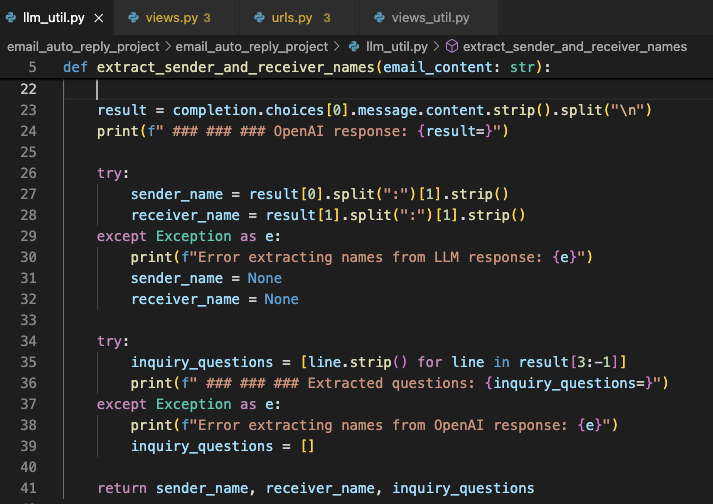 llm_util.py × views.py 3 urls.py 3 views_util.py
email_auto_reply_project > email_auto_reply_project > llm_util.py > extract_sender_and_receiver_names
5 def extract_sender_and_receiver_names(email_content: str):
22
23     result = completion.choices[0].message.content.strip().split("\n")
24     print(f" ### ### ### OpenAI response: {result=}")
25
26     try:
27         sender_name = result[0].split(":")[1].strip()
28         receiver_name = result[1].split(":")[1].strip()
29     except Exception as e:
30         print(f"Error extracting names from LLM response: {e}")
31         sender_name = None
32         receiver_name = None
33
34     try:
35         inquiry_questions = [line.strip() for line in result[3:-1]]
36         print(f" ### ### ### Extracted questions: {inquiry_questions=}")
37     except Exception as e:
38         print(f"Error extracting names from OpenAI response: {e}")
39         inquiry_questions = []
40
41     return sender_name, receiver_name, inquiry_questions